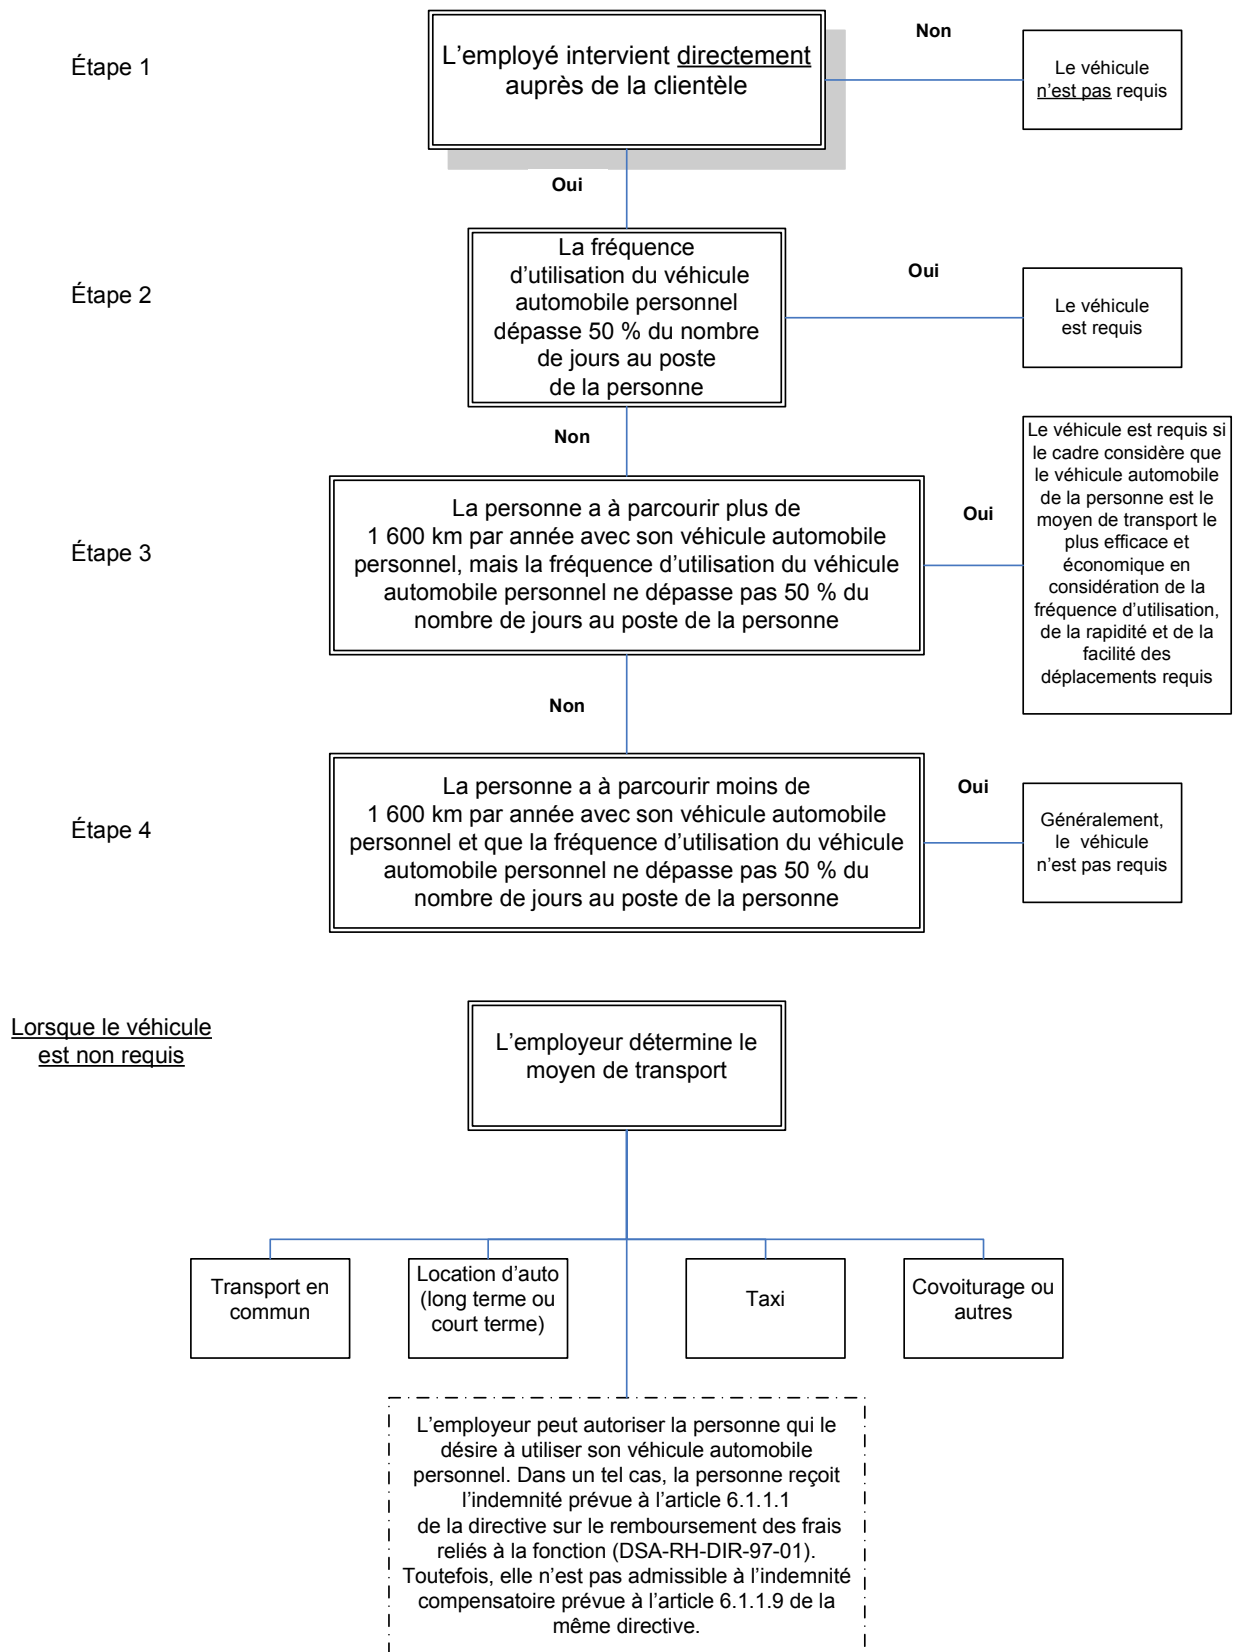 Étape 1
L'employé intervient directement
auprès de la clientèle
Non
Le véhicule
n'est pas requis
Oui
Étape 2
La fréquence
d'utilisation du véhicule
automobile personnel
dépasse 50 % du nombre
de jours au poste
de la personne
Oui
Le véhicule
est requis
Non
Étape 3
La personne a à parcourir plus de
1 600 km par année avec son véhicule automobile
personnel, mais la fréquence d'utilisation du véhicule
automobile personnel ne dépasse pas 50 % du
nombre de jours au poste de la personne
Oui
Le véhicule est requis si
le cadre considère que
le véhicule automobile
de la personne est le
moyen de transport le
plus efficace et
économique en
considération de la
fréquence d'utilisation,
de la rapidité et de la
facilité des
déplacements requis
Non
Étape 4
La personne a à parcourir moins de
1 600 km par année avec son véhicule automobile
personnel et que la fréquence d'utilisation du véhicule
automobile personnel ne dépasse pas 50 % du
nombre de jours au poste de la personne
Oui
Généralement,
le véhicule
n'est pas requis
Lorsque le véhicule
est non requis
L'employeur détermine le
moyen de transport
Transport en
commun
Location d'auto
(long terme ou
court terme)
Taxi
Covoiturage ou
autres
L'employeur peut autoriser la personne qui le
désire à utiliser son véhicule automobile
personnel. Dans un tel cas, la personne reçoit
l'indemnité prévue à l'article 6.1.1.1
de la directive sur le remboursement des frais
reliés à la fonction (DSA-RH-DIR-97-01).
Toutefois, elle n'est pas admissible à l'indemnité
compensatoire prévue à l'article 6.1.1.9 de la
même directive.